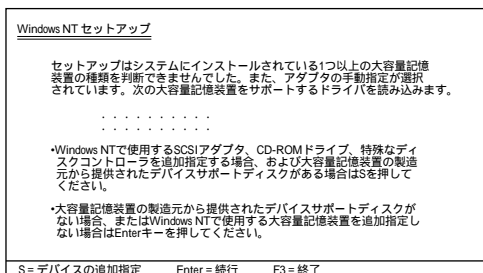 Windows NT セットアップ
セットアップはシステムにインストールされている1つ以上の大容量記憶
装置の種類を判断できませんでした。また、アダプタの手動指定が選択
されています。次の大容量記憶装置をサポートするドライバを読み込みます。
. . . . . . . . . .
. . . . . . . . . .
•Windows NTで使用するSCSIアダプタ、CD-ROMドライブ、特殊なディ
スクコントローラを追加指定する場合、および大容量記憶装置の製造
元から提供されたデバイスサポートディスクがある場合はSを押して
ください。
•大容量記憶装置の製造元から提供されたデバイスサポートディスクが
ない場合、またはWindows NTで使用する大容量記憶装置を追加指定し
ない場合はEnterキーを押してください。
S = デバイスの追加指定 Enter = 続行 F3 = 終了